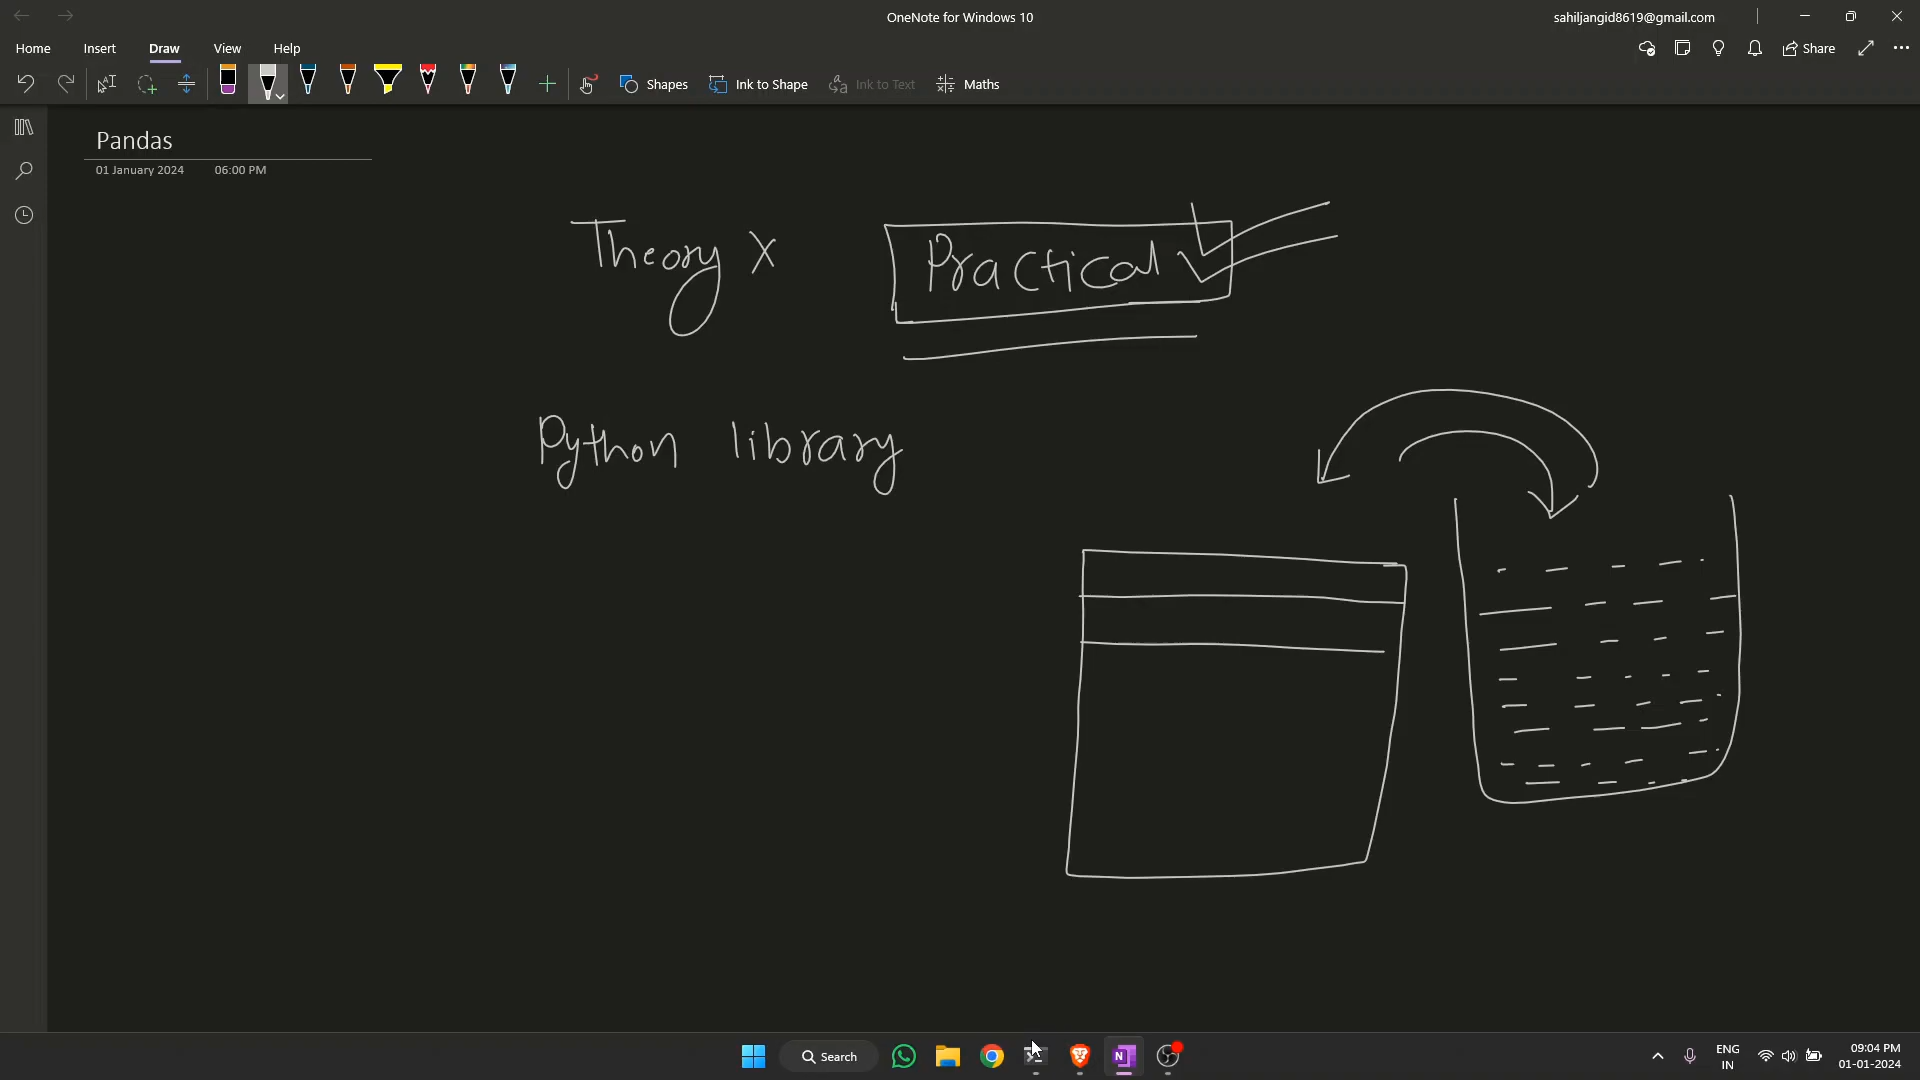 OneNote for Windows 10
sahiljangid8619@gmail.com
Home Insert Draw View Help
Share
Shapes Ink to Shape Ink to Text Maths
Pandas
01 January 2024 06:00 PM
Theory X Practical
Python library
Search
ENG
IN
09:04 PM
01-01-2024